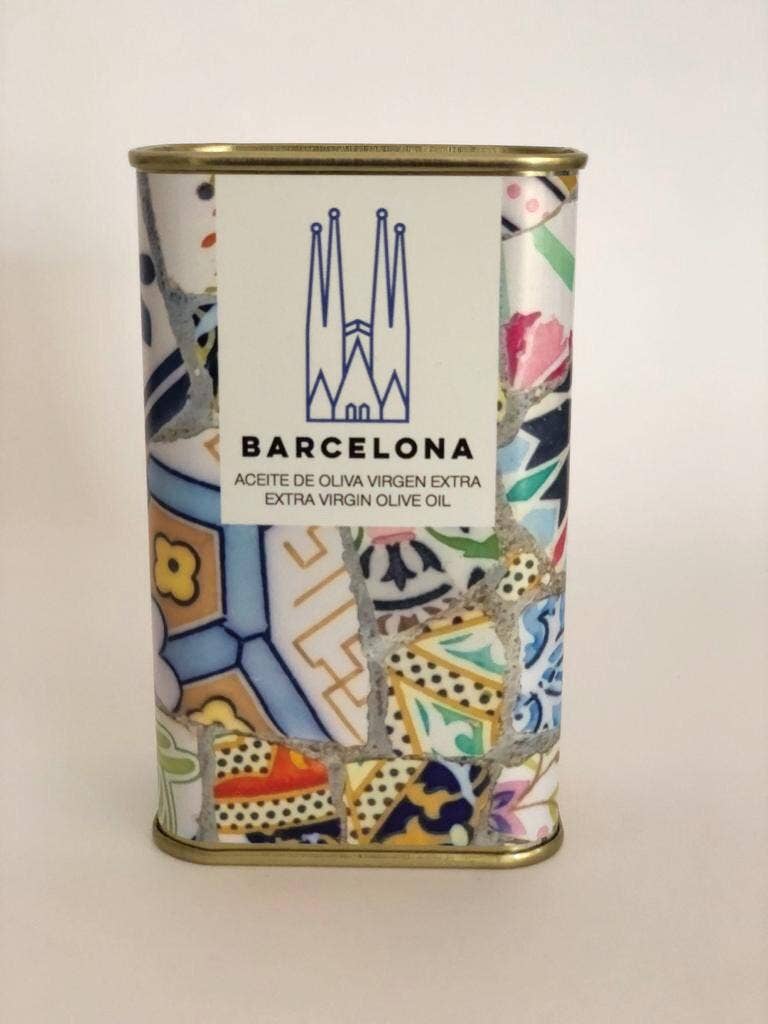 BARCELONA
ACEITE DE OLIVA VIRGEN EXTRA
EXTRA VIRGIN OLIVE OIL